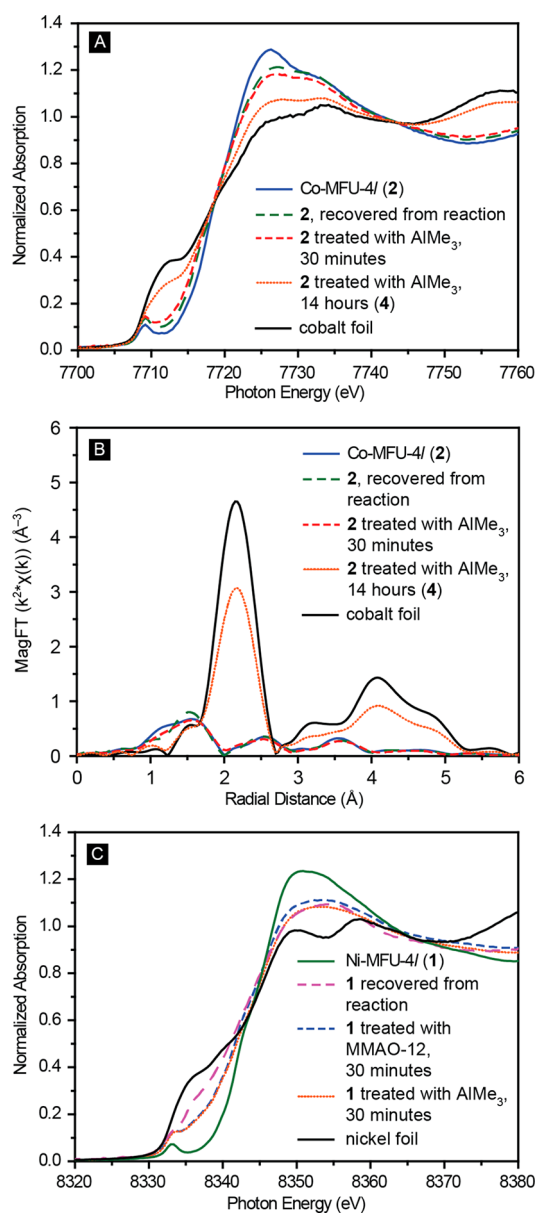 A
1.4
1.2
1.0
0.8
0.6
0.4
0.2
0.0
Normalized Absorption
Co-MFU-4l (2)
2, recovered from reaction
2 treated with AlMe3,
30 minutes
2 treated with AlMe3,
14 hours (4)
cobalt foil
7700 7710 7720 7730 7740 7750 7760
Photon Energy (eV)
B
6
5
4
3
2
1
0
MagFT (k²*χ(k)) (Å⁻³)
Co-MFU-4l (2)
2, recovered from
reaction
2 treated with AlMe3,
30 minutes
2 treated with AlMe3,
14 hours (4)
cobalt foil
0 1 2 3 4 5 6
Radial Distance (Å)
C
1.4
1.2
1.0
0.8
0.6
0.4
0.2
0.0
Normalized Absorption
Ni-MFU-4l (1)
1 recovered from
reaction
1 treated with
MMAO-12,
30 minutes
1 treated with AlMe3,
30 minutes
nickel foil
8320 8330 8340 8350 8360 8370 8380
Photon Energy (eV)